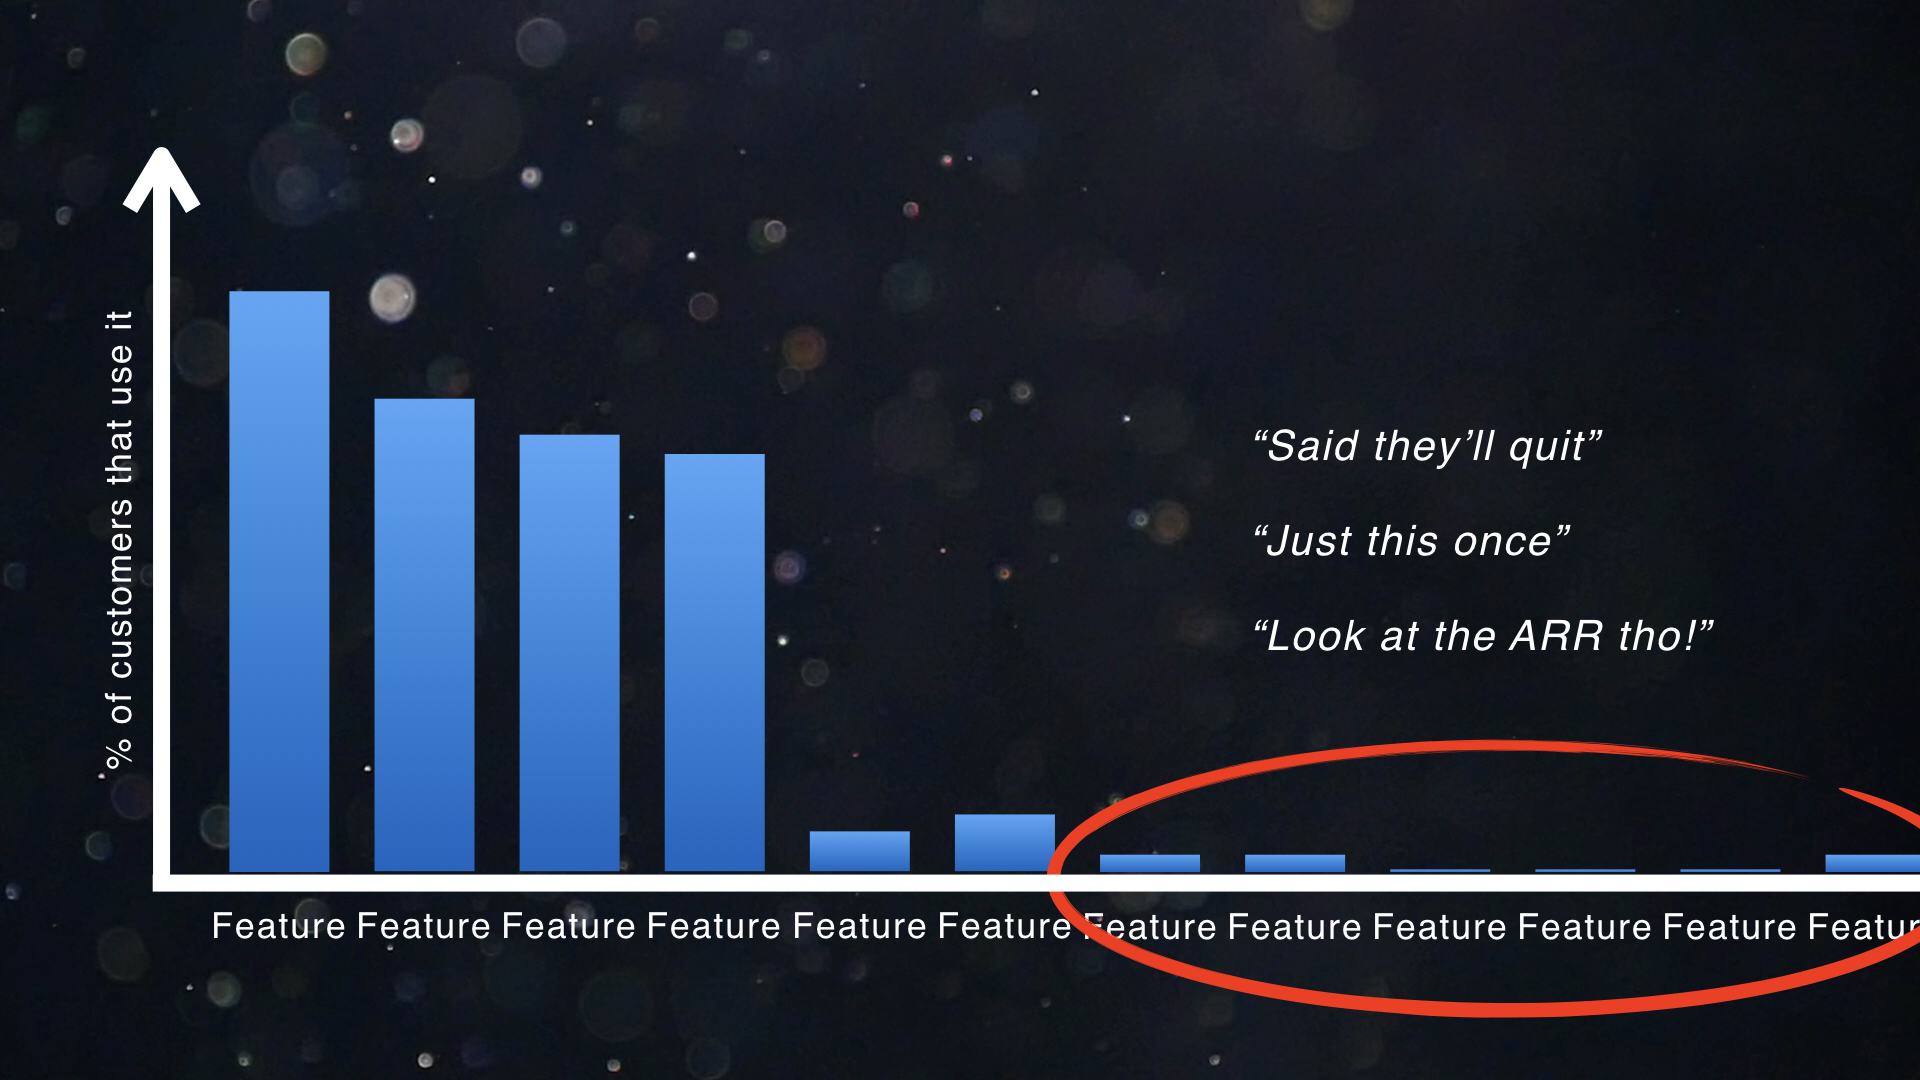 % of customers that use it
“Said they’ll quit”
“Just this once”
“Look at the ARR tho!”
Feature Feature Feature Feature Feature Feature Feature Feature Feature Feature Feature Featur